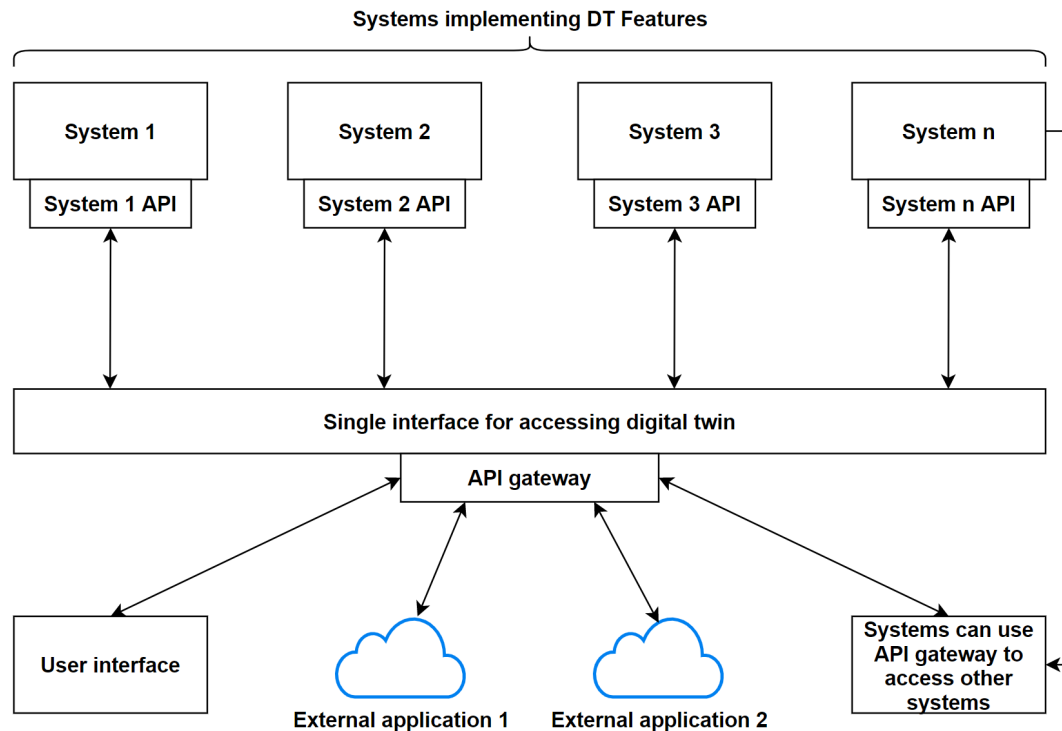 Systems implementing DT Features
System 1
System 2
System 3
System n
System 1 API
System 2 API
System 3 API
System n API
Single interface for accessing digital twin
API gateway
User interface
External application 1
External application 2
Systems can use
API gateway to
access other
systems